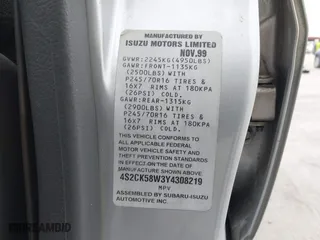 MANUFACTURED BY
ISUZU MOTORS LIMITED
NOV.99
GVWR:2245KG(4950LBS)
GAWR:FRONT-1135KG
(2500LBS)WITH
P245/70R16 TIRES &
16X7 RIMS AT 180KPA
(26PSI) COLD.
GAWR:REAR-1315KG
(2900LBS)WITH
P245/70R16 TIRES &
16X7 RIMS AT 180KPA
(26PSI) COLD.
THIS VEHICLE CONFORMS TO
ALL APPLICABLE FEDERAL
MOTOR VEHICLE SAFETY
AND THEFT PREVENTION
STANDARDS IN EFFECT
ON THE DATE OF
MANUFACTURE SHOWN ABOVE
4S2CK58W3Y4308219
MPV
ASSEMBLED BY SUBARU-ISUZU
AUTOMOTIVE INC.